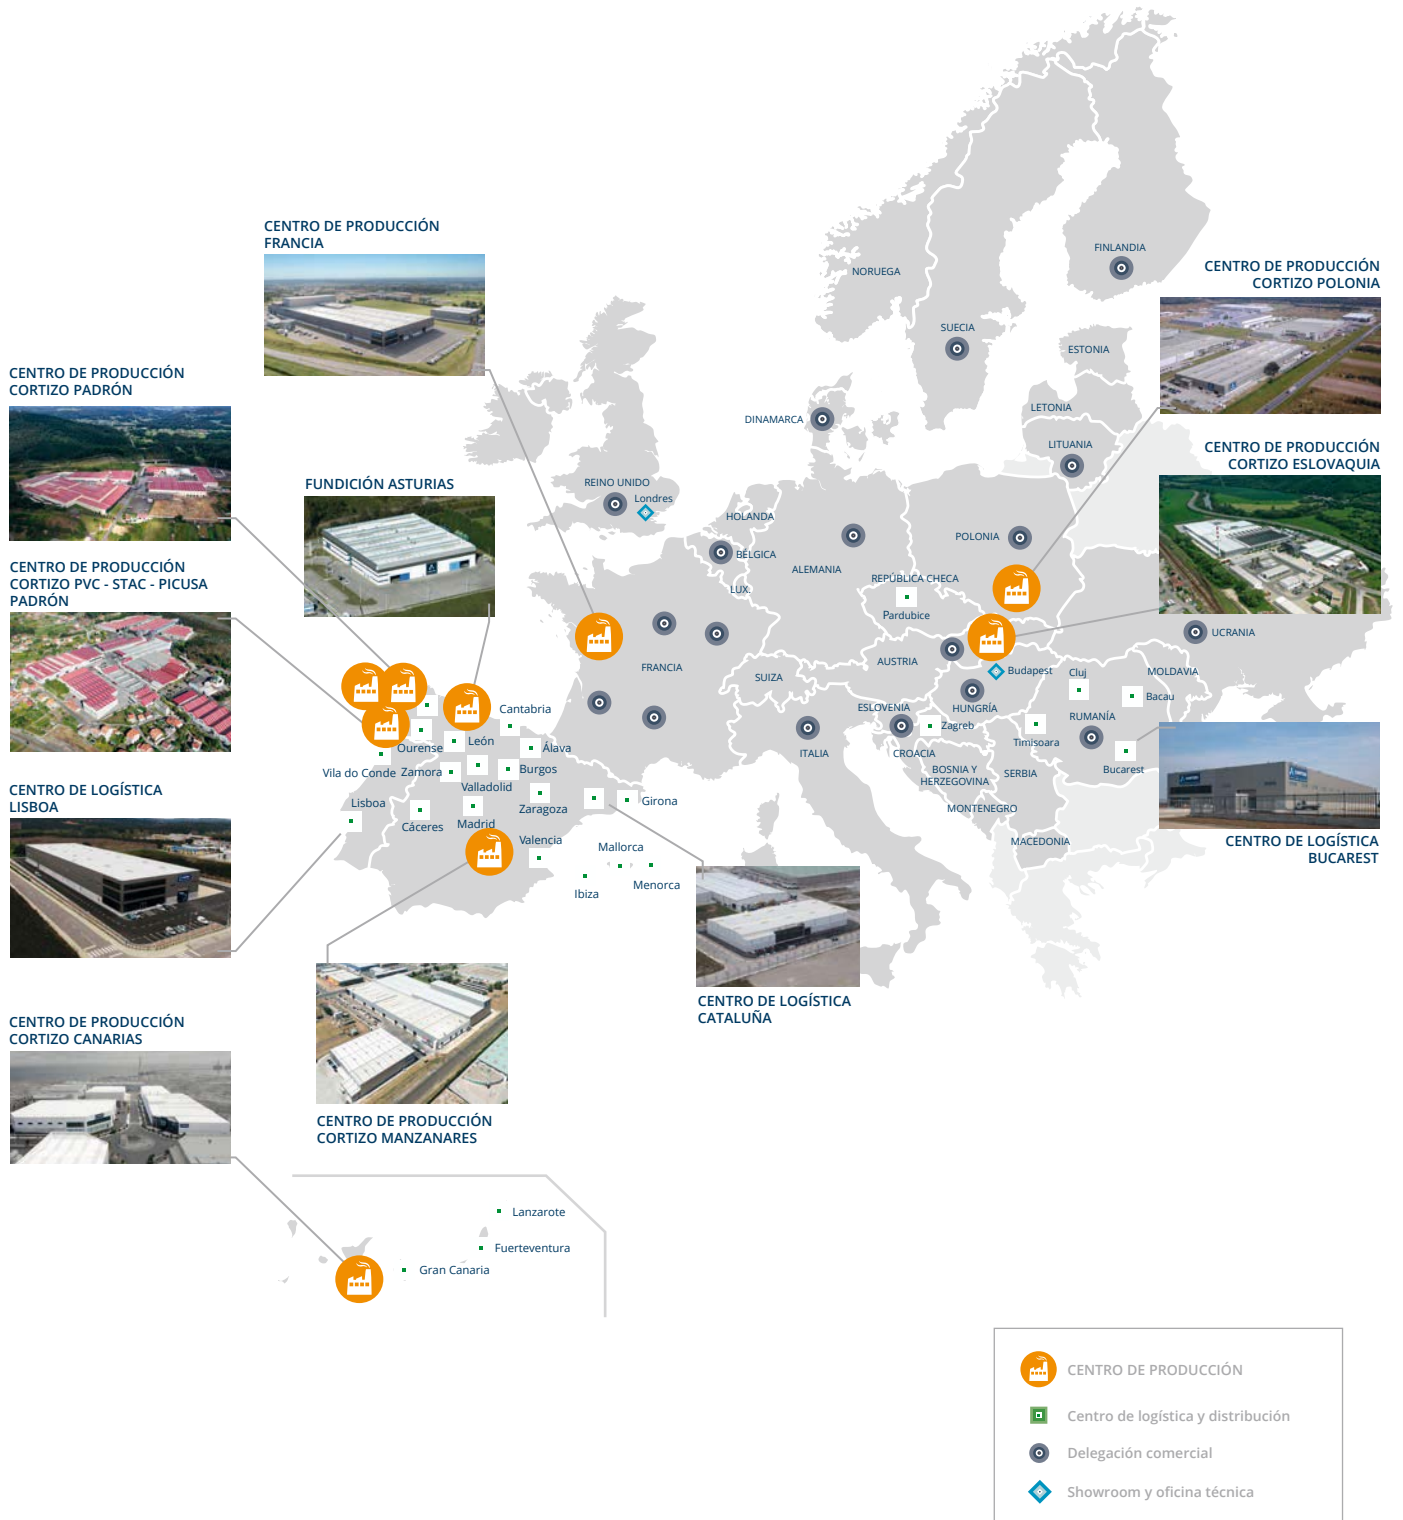 CENTRO DE PRODUCCIÓN
FRANCIA
FINLANDIA
NORUEGA
CENTRO DE PRODUCCIÓN
CORTIZO POLONIA
SUECIA
ESTONIA
CENTRO DE PRODUCCIÓN
CORTIZO PADRÓN
LETONIA
DINAMARCA
LITUANIA
CENTRO DE PRODUCCIÓN
CORTIZO ESLOVAQUIA
FUNDICIÓN ASTURIAS
REINO UNIDO
Londres
HOLANDA
POLONIA
BÉLGICA
ALEMANIA
CENTRO DE PRODUCCIÓN
CORTIZO PVC - STAC - PICUSA
PADRÓN
REPÚBLICA CHECA
LUX.
Pardubice
UCRANIA
FRANCIA
AUSTRIA
Budapest
Cluj
MOLDAVIA
SUIZA
Bacau
Cantabria
ESLOVENIA
HUNGRÍA
RUMANÍA
Zagreb
León
Ourense
Álava
Timisoara
ITALIA
CROACIA
Vila do Conde
Zamora
Burgos
BOSNIA Y
HERZEGOVINA
SERBIA
Bucarest
Valladolid
CENTRO DE LOGÍSTICA
LISBOA
Lisboa
Zaragoza
Girona
MONTENEGRO
Cáceres
Madrid
Valencia
Mallorca
MACEDONIA
CENTRO DE LOGÍSTICA
BUCAREST
Menorca
Ibiza
CENTRO DE LOGÍSTICA
CATALUÑA
CENTRO DE PRODUCCIÓN
CORTIZO CANARIAS
CENTRO DE PRODUCCIÓN
CORTIZO MANZANARES
Lanzarote
Fuerteventura
Gran Canaria
CENTRO DE PRODUCCIÓN
Centro de logística y distribución
Delegación comercial
Showroom y oficina técnica